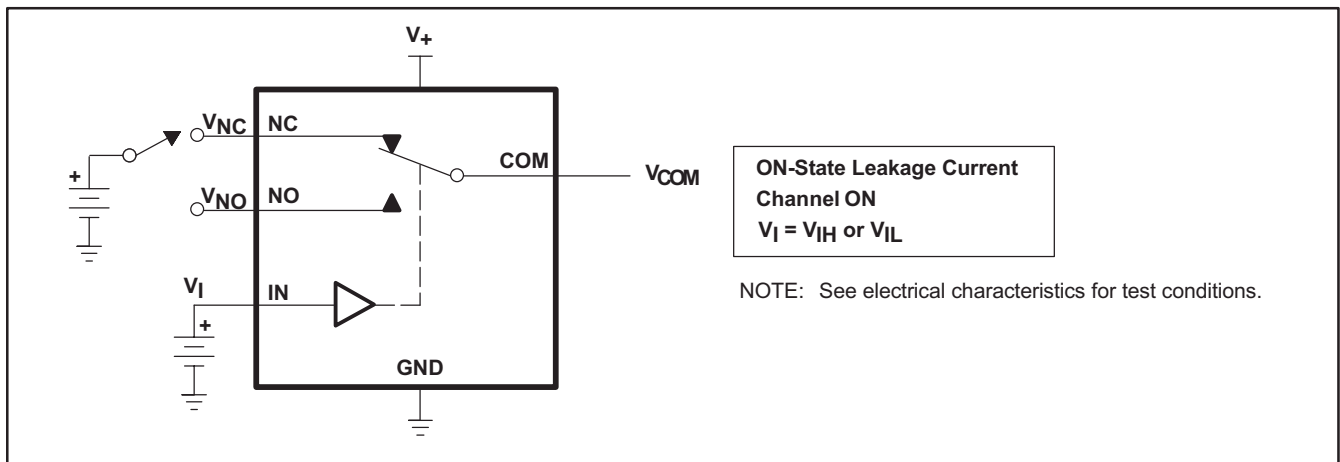 V+
VNC NC
COM
VCOM
+
VNO NO
VI IN
+
GND
ON-State Leakage Current
Channel ON
VI = VIH or VIL
NOTE: See electrical characteristics for test conditions.